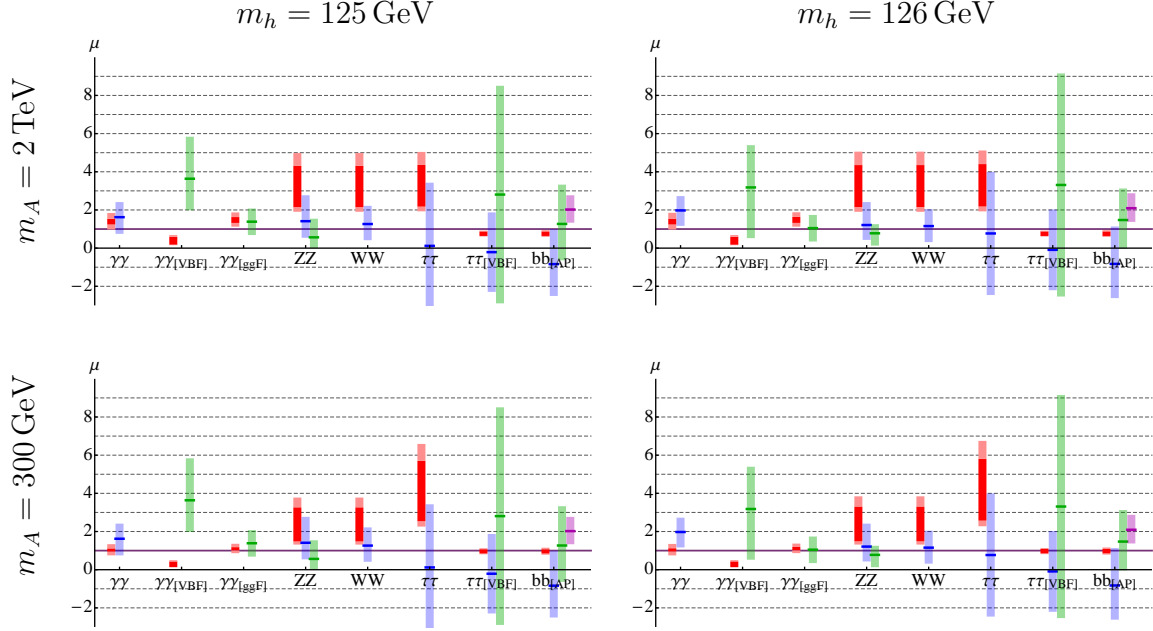 m_h = 125 GeV
m_h = 126 GeV
m_A = 2 TeV
μ
8
6
4
2
0
−2
γγ
γγ[VBF]
γγ[ggF]
ZZ
WW
ττ
ττ[VBF]
bb[AP]
μ
8
6
4
2
0
−2
γγ
γγ[VBF]
γγ[ggF]
ZZ
WW
ττ
ττ[VBF]
bb[AP]
m_A = 300 GeV
μ
8
6
4
2
0
−2
γγ
γγ[VBF]
γγ[ggF]
ZZ
WW
ττ
ττ[VBF]
bb[AP]
μ
8
6
4
2
0
−2
γγ
γγ[VBF]
γγ[ggF]
ZZ
WW
ττ
ττ[VBF]
bb[AP]